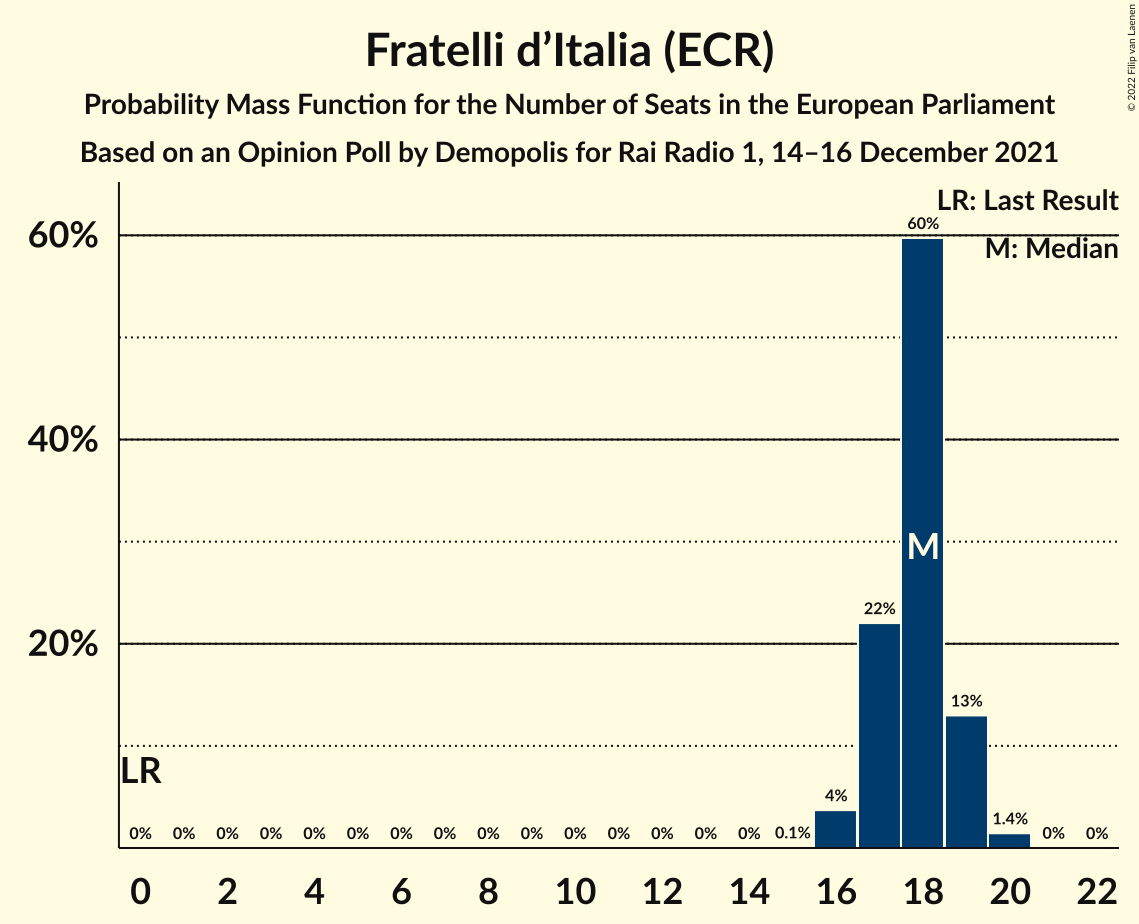 Fratelli d’Italia (ECR)
Probability Mass Function for the Number of Seats in the European Parliament
Based on an Opinion Poll by Demopolis for Rai Radio 1, 14–16 December 2021
© 2022 Filip van Laenen
LR: Last Result
M: Median
60%
40%
20%
60%
M
22%
13%
LR
4%
1.4%
0% 0% 0% 0% 0% 0% 0% 0% 0% 0% 0% 0% 0% 0% 0% 0.1% 0% 0%
0 2 4 6 8 10 12 14 16 18 20 22